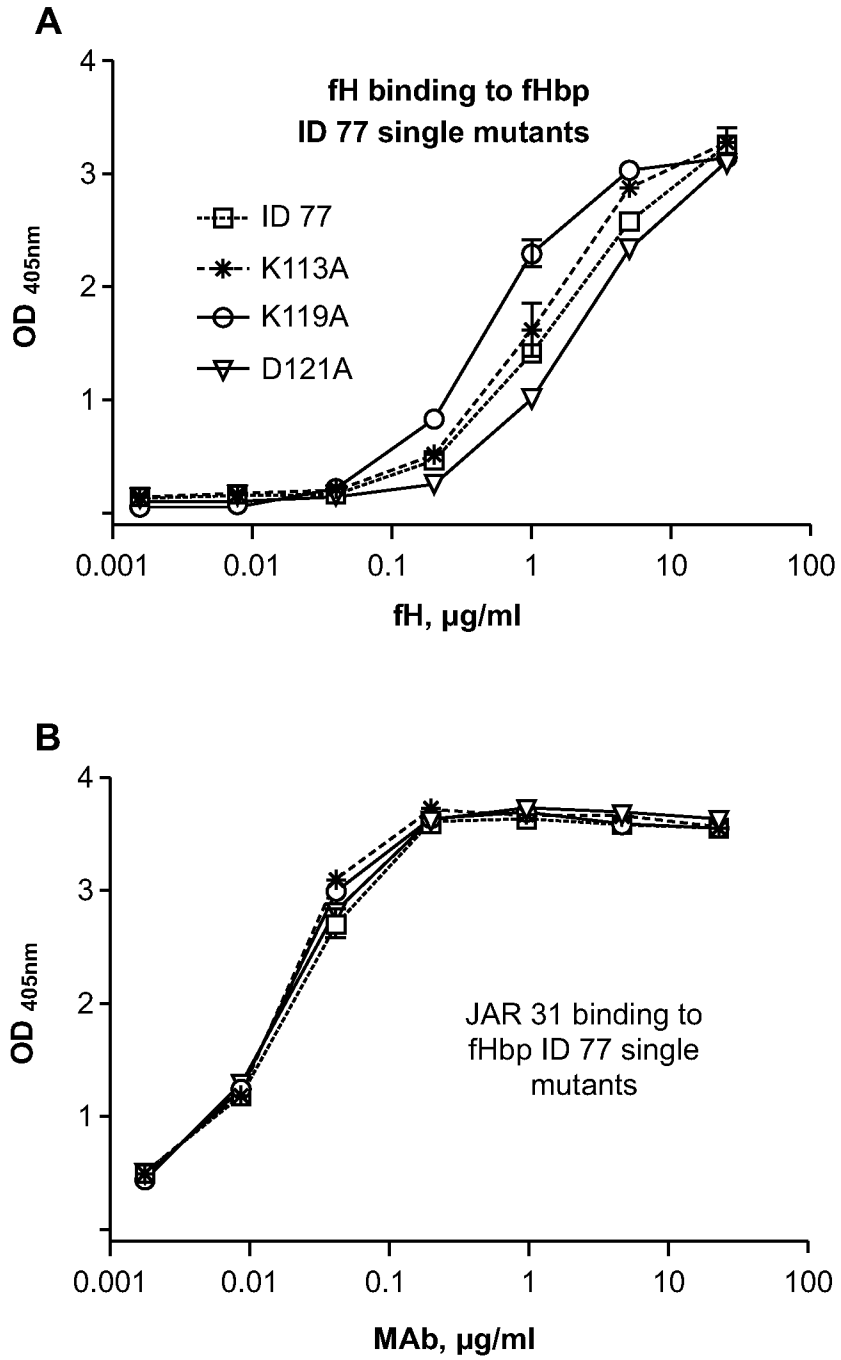 A
fH binding to fHbp
ID 77 single mutants
ID 77
K113A
K119A
D121A
OD 405nm
4
3
2
1
0.001 0.01 0.1 1 10 100
fH, µg/ml
B
OD 405nm
4
3
2
1
JAR 31 binding to
fHbp ID 77 single
mutants
0.001 0.01 0.1 1 10 100
MAb, µg/ml